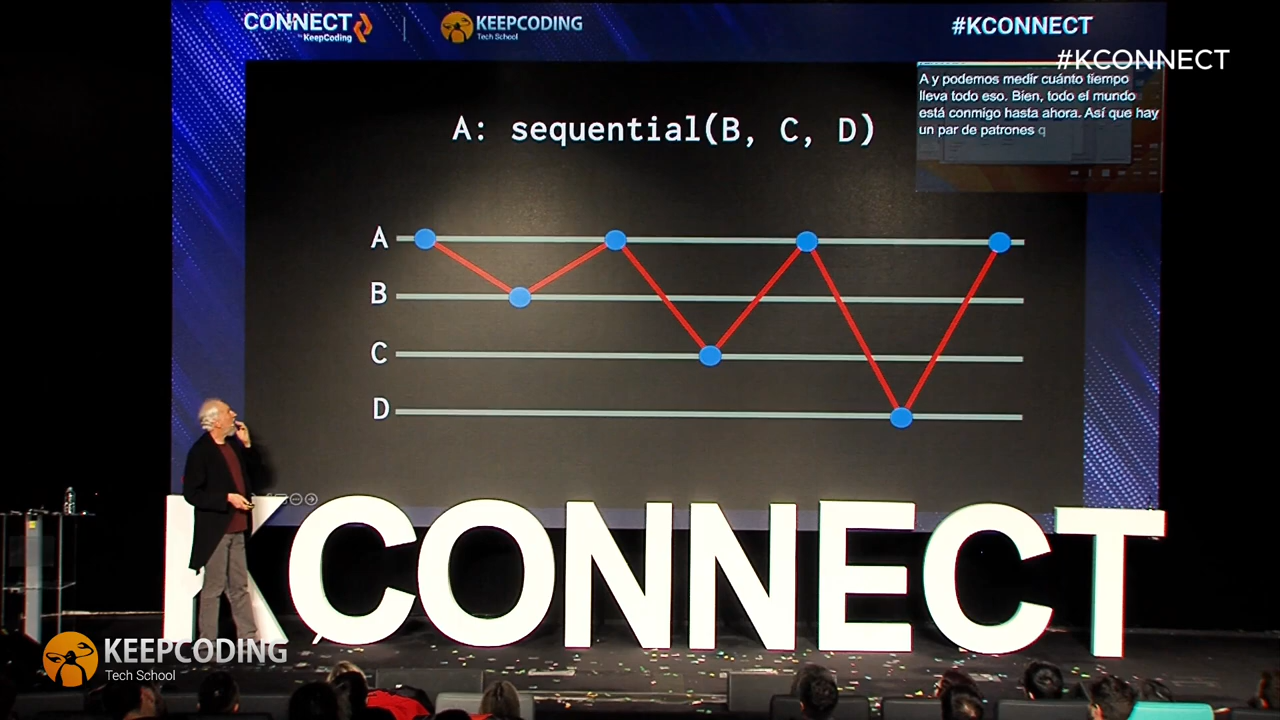 CONNECT
by KeepCoding
KEEPCODING
Tech School
#KCONNECT
#KCONNECT
A y podemos medir cuánto tiempo
lleva todo eso. Bien, todo el mundo
está conmigo hasta ahora. Así que hay
un par de patrones q
A: sequential(B, C, D)
A
B
C
D
KCONNECT
KEEPCODING
Tech School